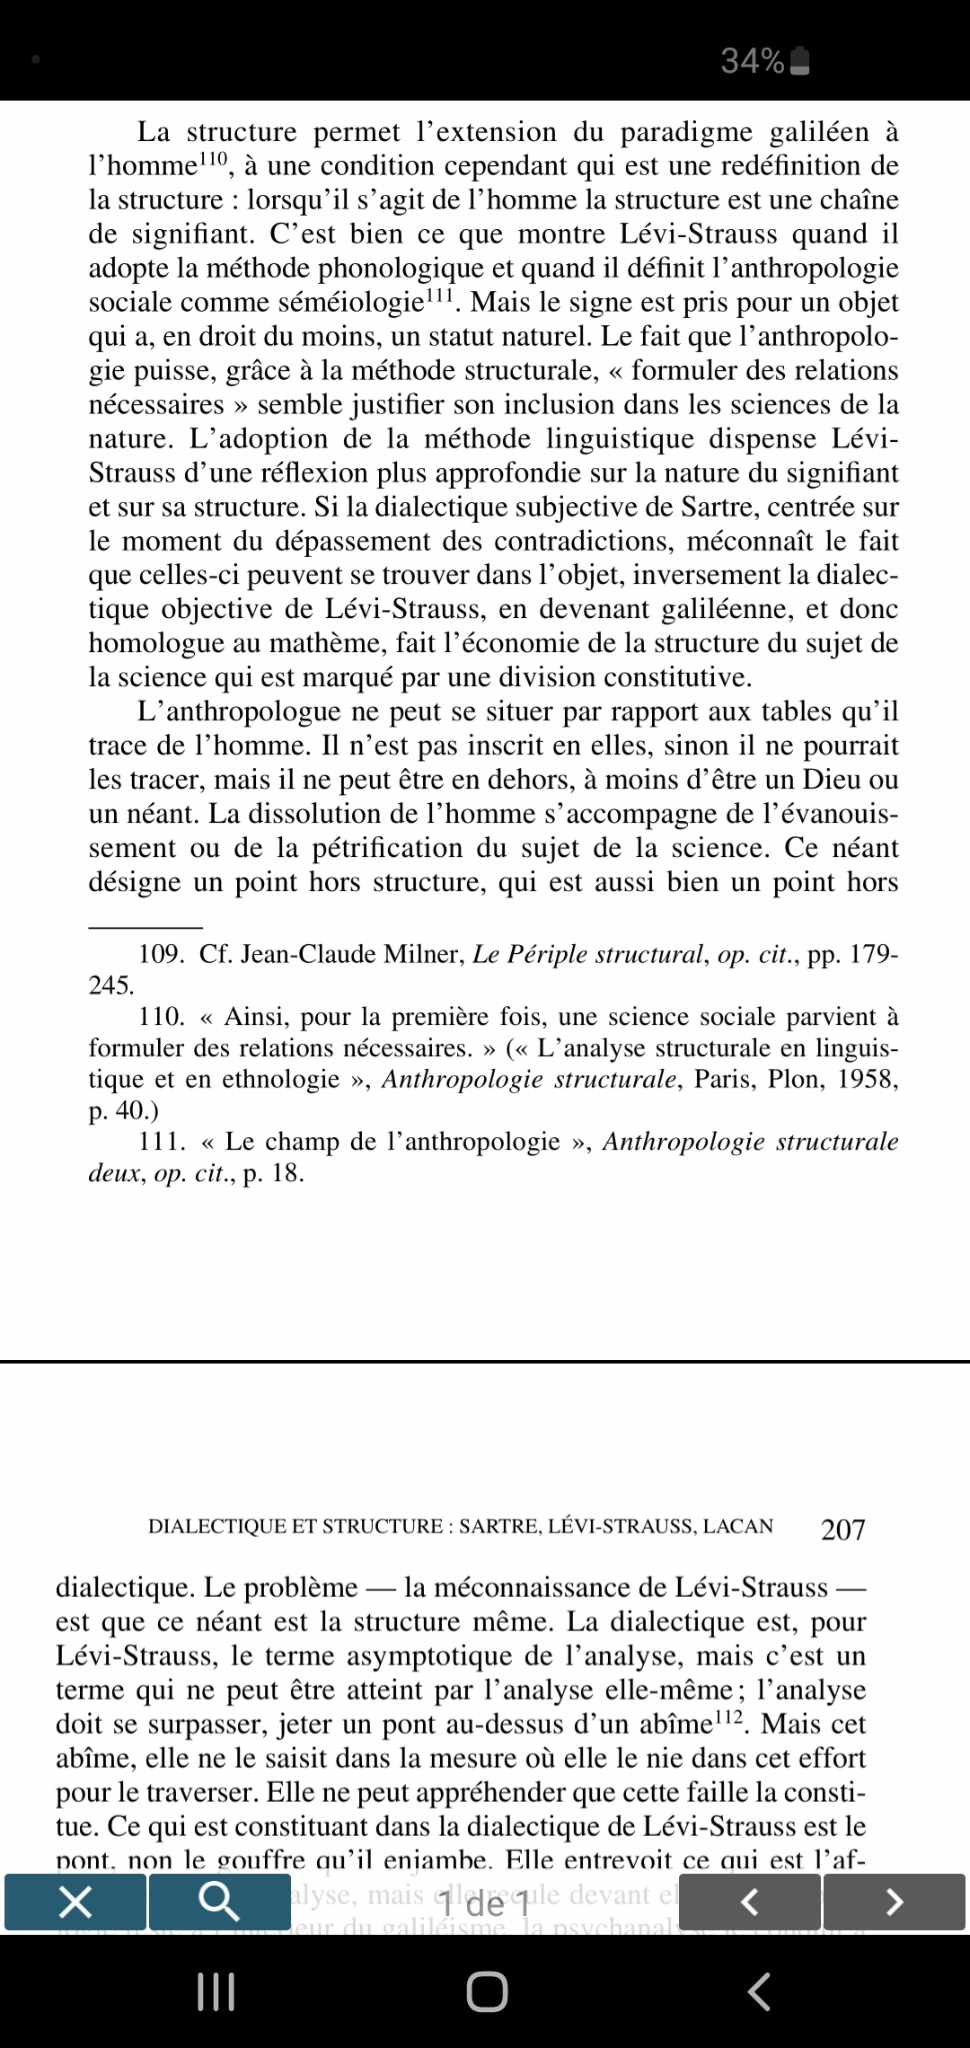 34%
La structure permet l’extension du paradigme galiléen à
l’homme110, à une condition cependant qui est une redéfinition de
la structure : lorsqu’il s’agit de l’homme la structure est une chaîne
de signifiant. C’est bien ce que montre Lévi-Strauss quand il
adopte la méthode phonologique et quand il définit l’anthropologie
sociale comme séméiologie111. Mais le signe est pris pour un objet
qui a, en droit du moins, un statut naturel. Le fait que l’anthropolo-
gie puisse, grâce à la méthode structurale, « formuler des relations
nécessaires » semble justifier son inclusion dans les sciences de la
nature. L’adoption de la méthode linguistique dispense Lévi-
Strauss d’une réflexion plus approfondie sur la nature du signifiant
et sur sa structure. Si la dialectique subjective de Sartre, centrée sur
le moment du dépassement des contradictions, méconnaît le fait
que celles-ci peuvent se trouver dans l’objet, inversement la dialec-
tique objective de Lévi-Strauss, en devenant galiléenne, et donc
homologue au mathème, fait l’économie de la structure du sujet de
la science qui est marqué par une division constitutive.
L’anthropologue ne peut se situer par rapport aux tables qu’il
trace de l’homme. Il n’est pas inscrit en elles, sinon il ne pourrait
les tracer, mais il ne peut être en dehors, à moins d’être un Dieu ou
un néant. La dissolution de l’homme s’accompagne de l’évanouis-
sement ou de la pétrification du sujet de la science. Ce néant
désigne un point hors structure, qui est aussi bien un point hors
109. Cf. Jean-Claude Milner, Le Périple structural, op. cit., pp. 179-
245.
110. « Ainsi, pour la première fois, une science sociale parvient à
formuler des relations nécessaires. » (« L’analyse structurale en linguis-
tique et en ethnologie », Anthropologie structurale, Paris, Plon, 1958,
p. 40.)
111. « Le champ de l’anthropologie », Anthropologie structurale
deux, op. cit., p. 18.
DIALECTIQUE ET STRUCTURE : SARTRE, LÉVI-STRAUSS, LACAN 207
dialectique. Le problème — la méconnaissance de Lévi-Strauss —
est que ce néant est la structure même. La dialectique est, pour
Lévi-Strauss, le terme asymptotique de l’analyse, mais c’est un
terme qui ne peut être atteint par l’analyse elle-même ; l’analyse
doit se surpasser, jeter un pont au-dessus d’un abîme112. Mais cet
abîme, elle ne le saisit dans la mesure où elle le nie dans cet effort
pour le traverser. Elle ne peut appréhender que cette faille la consti-
tue. Ce qui est constituant dans la dialectique de Lévi-Strauss est le
pont, non le gouffre qu’il enjambe. Elle entrevoit ce qui est l’af-
mais elle recule devant
1 de 1
du galiléisme, la